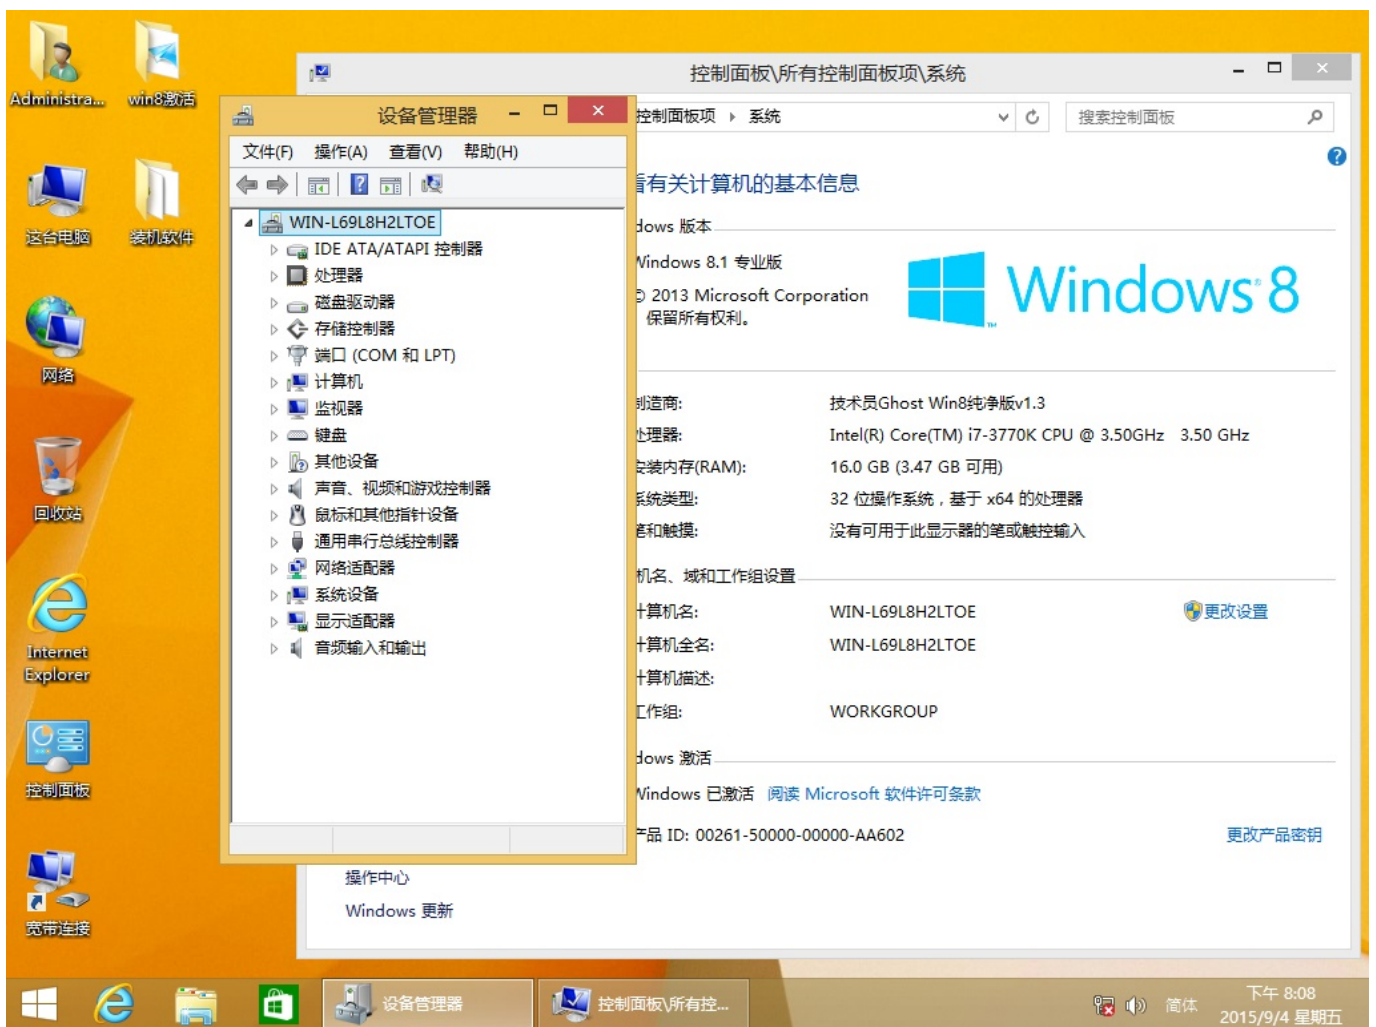 Administra...
win8激活
这台电脑
装机软件
网络
回收站
Internet
Explorer
控制面板
宽带连接
控制面板\所有控制面板项\系统
控制面板项 ▸ 系统
搜索控制面板
设备管理器
文件(F) 操作(A) 查看(V) 帮助(H)
WIN-L69L8H2LTOE
IDE ATA/ATAPI 控制器
处理器
磁盘驱动器
存储控制器
端口 (COM 和 LPT)
计算机
监视器
键盘
其他设备
声音、视频和游戏控制器
鼠标和其他指针设备
通用串行总线控制器
网络适配器
系统设备
显示适配器
音频输入和输出
看有关计算机的基本信息
dows 版本
Windows 8.1 专业版
© 2013 Microsoft Corporation
保留所有权利。
Windows 8
制造商: 技术员Ghost Win8纯净版v1.3
处理器: Intel(R) Core(TM) i7-3770K CPU @ 3.50GHz 3.50 GHz
安装内存(RAM): 16.0 GB (3.47 GB 可用)
系统类型: 32 位操作系统，基于 x64 的处理器
笔和触摸: 没有可用于此显示器的笔或触控输入
机名、域和工作组设置
计算机名: WIN-L69L8H2LTOE
更改设置
计算机全名: WIN-L69L8H2LTOE
计算机描述:
工作组: WORKGROUP
dows 激活
Windows 已激活 阅读 Microsoft 软件许可条款
产品 ID: 00261-50000-00000-AA602
更改产品密钥
操作中心
Windows 更新
设备管理器
控制面板\所有控...
简体
下午 8:08
2015/9/4 星期五